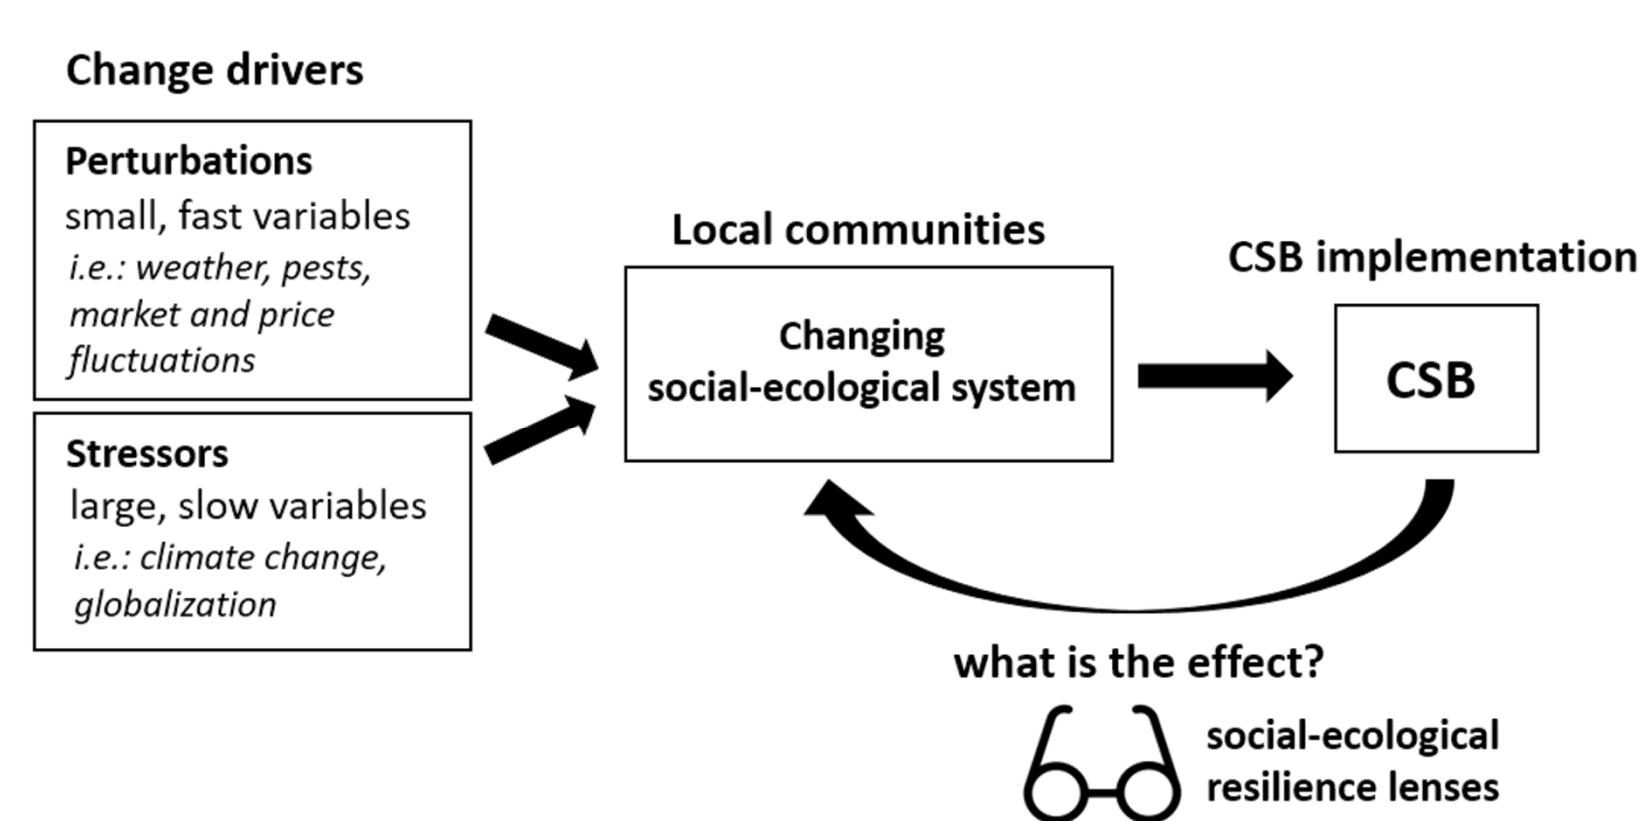 Change drivers
Perturbations
small, fast variables
i.e.: weather, pests,
market and price
fluctuations
Stressors
large, slow variables
i.e.: climate change,
globalization
Local communities
Changing
social-ecological system
CSB implementation
CSB
what is the effect?
social-ecological
resilience lenses